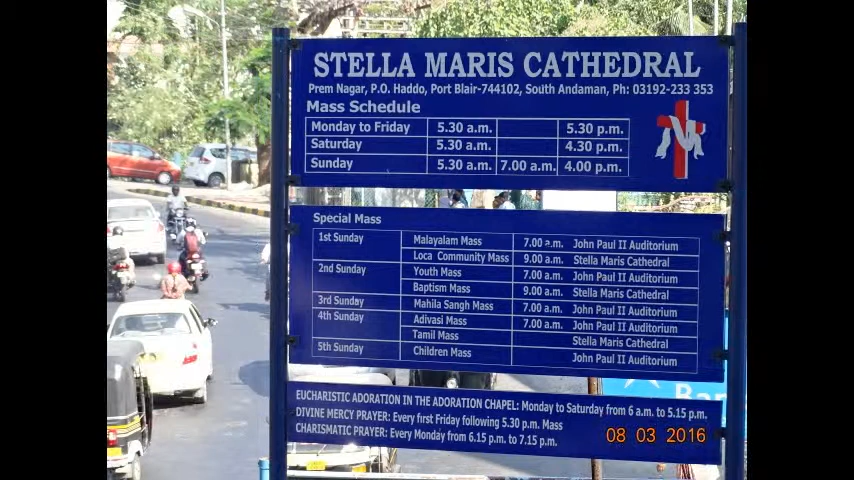 STELLA MARIS CATHEDRAL
Prem Nagar, P.O. Haddo, Port Blair-744102, South Andaman, Ph: 03192-233 353
Mass Schedule
Monday to Friday 5.30 a.m. 5.30 p.m.
Saturday 5.30 a.m. 4.30 p.m.
Sunday 5.30 a.m. 7.00 a.m. 4.00 p.m.
Special Mass
1st Sunday Malayalam Mass 7.00 a.m. John Paul II Auditorium
Loca Community Mass 9.00 a.m. Stella Maris Cathedral
2nd Sunday Youth Mass 7.00 a.m. John Paul II Auditorium
Baptism Mass 9.00 a.m. Stella Maris Cathedral
3rd Sunday Mahila Sangh Mass 7.00 a.m. John Paul II Auditorium
4th Sunday Adivasi Mass 7.00 a.m. John Paul II Auditorium
Tamil Mass Stella Maris Cathedral
5th Sunday Children Mass John Paul II Auditorium
EUCHARISTIC ADORATION IN THE ADORATION CHAPEL: Monday to Saturday from 6 a.m. to 5.15 p.m.
DIVINE MERCY PRAYER: Every first Friday following 5.30 p.m. Mass
CHARISMATIC PRAYER: Every Monday from 6.15 p.m. to 7.15 p.m.
08 03 2016